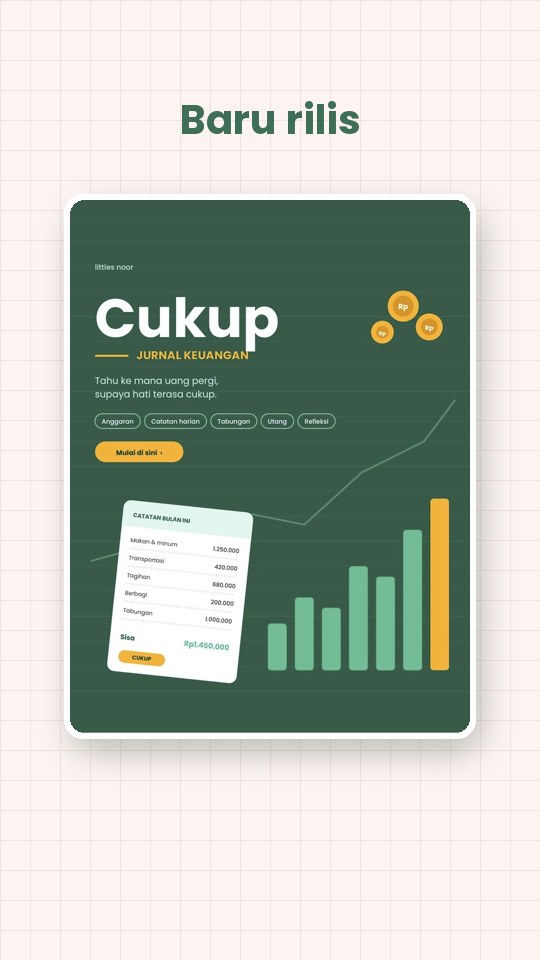 Baru rilis
littles noor
Cukup
JURNAL KEUANGAN
Tahu ke mana uang pergi,
supaya hati terasa cukup.
Anggaran Catatan harian Tabungan Utang Refleksi
Mulai di sini ›
Rp
Rp
Rp
CATATAN BULAN INI
Makan & minum 1.250.000
Transportasi 420.000
Tagihan 680.000
Berbagi 200.000
Tabungan 1.000.000
Sisa Rp1.450.000
CUKUP